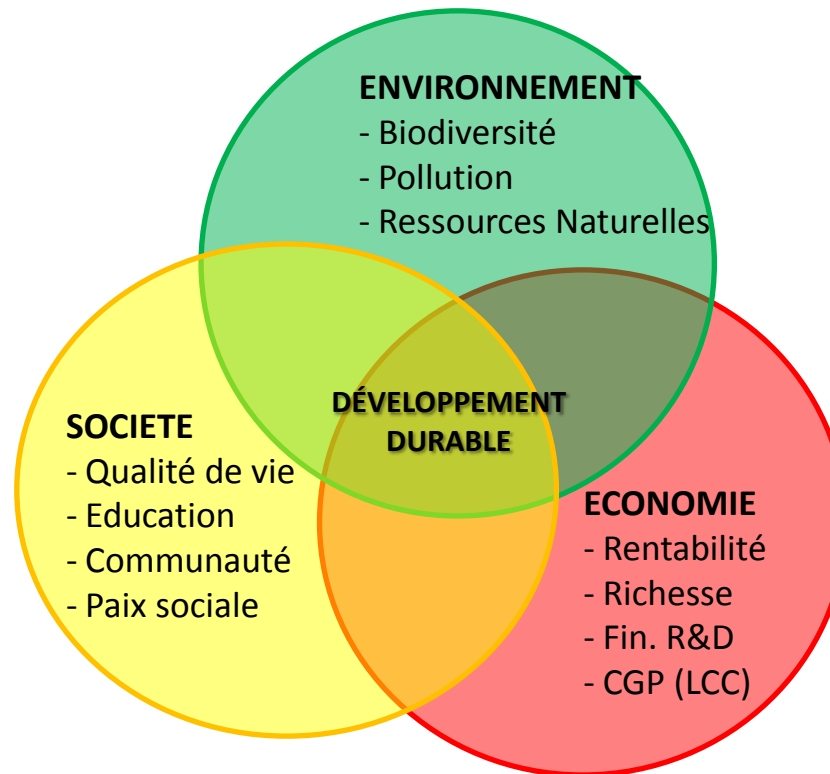 ENVIRONNEMENT
- Biodiversité
- Pollution
- Ressources Naturelles
DÉVELOPPEMENT
DURABLE
SOCIETE
- Qualité de vie
- Education
- Communauté
- Paix sociale
ECONOMIE
- Rentabilité
- Richesse
- Fin. R&D
- CGP (LCC)